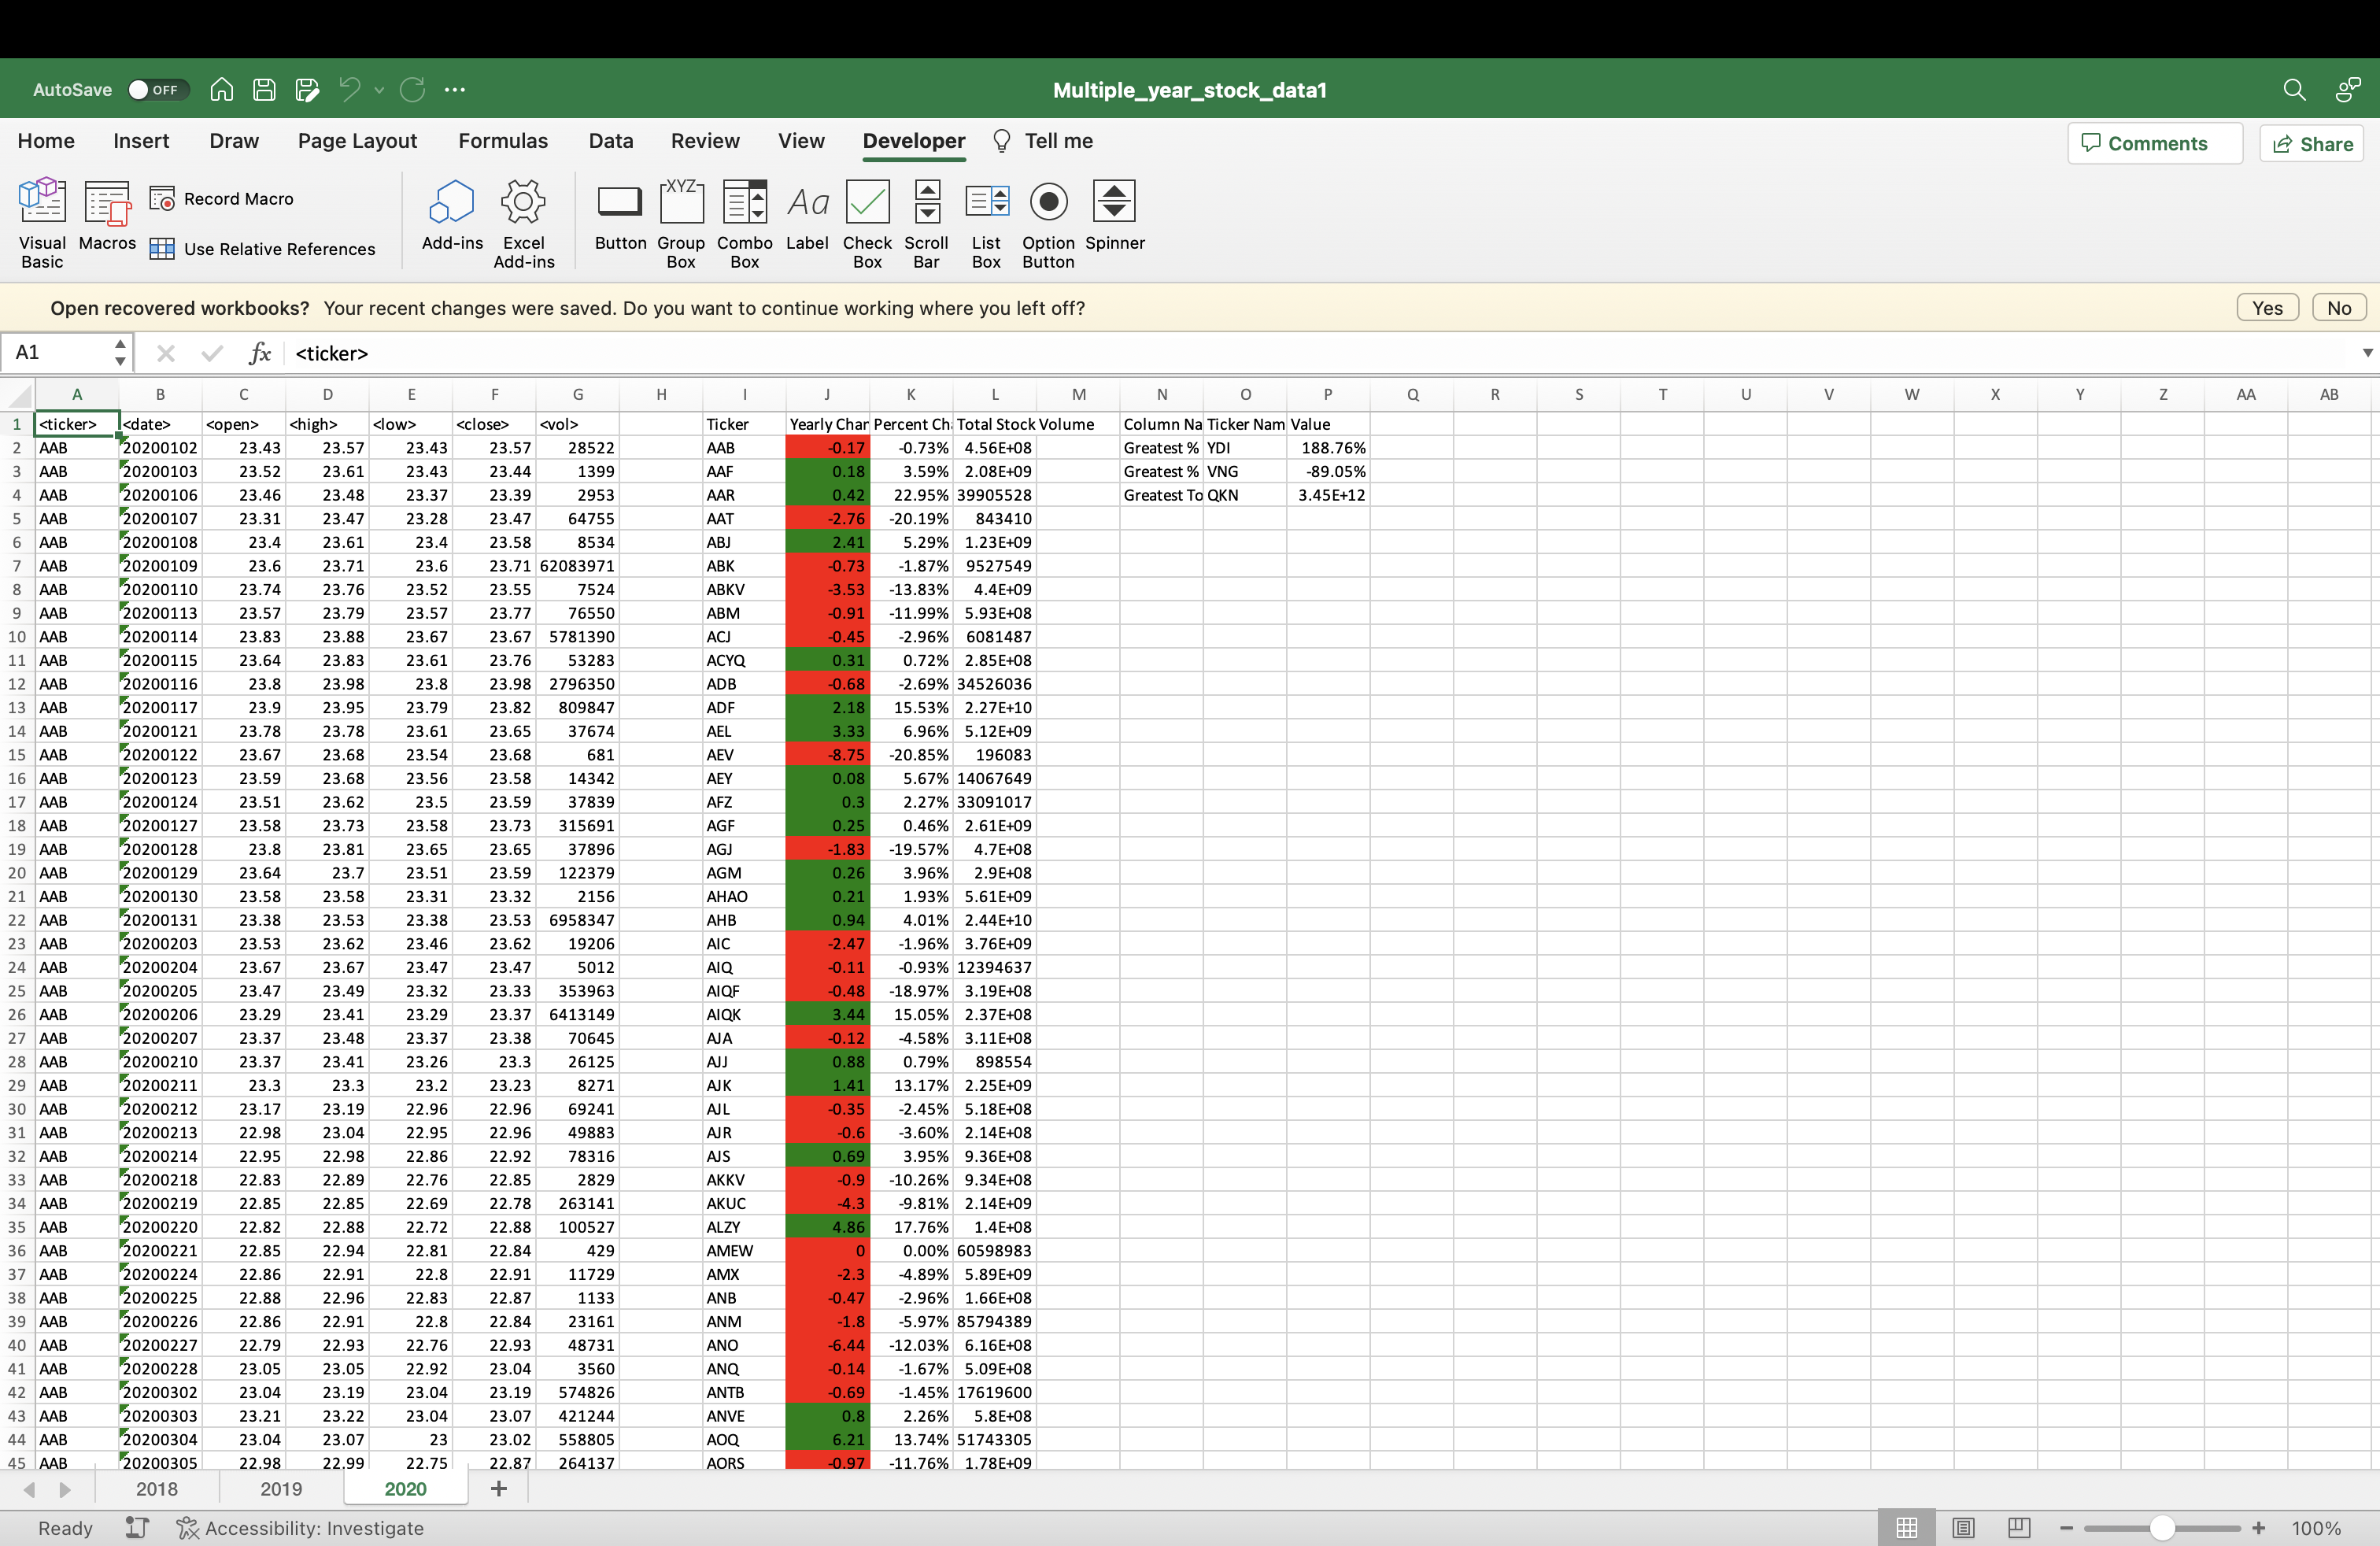 AutoSave OFF Multiple_year_stock_data1
Home Insert Draw Page Layout Formulas Data Review View Developer Tell me Comments Share
Visual Basic Macros Record Macro Use Relative References Add-ins Excel Add-ins Button XYZ Group Box Combo Box Aa Label Check Box Scroll Bar List Box Option Button Spinner
Open recovered workbooks? Your recent changes were saved. Do you want to continue working where you left off? Yes No
A1 fx <ticker>
A B C D E F G H I J K L M N O P Q R S T U V W X Y Z AA AB
1 <ticker> <date> <open> <high> <low> <close> <vol> Ticker Yearly Char Percent Ch Total Stock Volume Column Na Ticker Nam Value
2 AAB 20200102 23.43 23.57 23.43 23.57 28522 AAB -0.17 -0.73% 4.56E+08 Greatest % YDI 188.76%
3 AAB 20200103 23.52 23.61 23.43 23.44 1399 AAF 0.18 3.59% 2.08E+09 Greatest % VNG -89.05%
4 AAB 20200106 23.46 23.48 23.37 23.39 2953 AAR 0.42 22.95% 39905528 Greatest To QKN 3.45E+12
5 AAB 20200107 23.31 23.47 23.28 23.47 64755 AAT -2.76 -20.19% 843410
6 AAB 20200108 23.4 23.61 23.4 23.58 8534 ABJ 2.41 5.29% 1.23E+09
7 AAB 20200109 23.6 23.71 23.6 23.71 62083971 ABK -0.73 -1.87% 9527549
8 AAB 20200110 23.74 23.76 23.52 23.55 7524 ABKV -3.53 -13.83% 4.4E+08
9 AAB 20200113 23.57 23.79 23.57 23.77 76550 ABM -0.91 -11.99% 5.93E+08
10 AAB 20200114 23.83 23.88 23.67 23.67 5781390 ACJ -0.45 -2.96% 6081487
11 AAB 20200115 23.64 23.83 23.61 23.76 53283 ACYQ 0.31 0.72% 2.85E+08
12 AAB 20200116 23.8 23.98 23.8 23.98 2796350 ADB -0.68 -2.69% 34526036
13 AAB 20200117 23.9 23.95 23.79 23.82 809847 ADF 2.18 15.53% 2.27E+10
14 AAB 20200121 23.78 23.78 23.61 23.65 37674 AEL 3.33 6.96% 5.12E+09
15 AAB 20200122 23.67 23.68 23.54 23.68 681 AEV -8.75 -20.85% 196083
16 AAB 20200123 23.59 23.68 23.56 23.58 14342 AEY 0.08 5.67% 14067649
17 AAB 20200124 23.51 23.62 23.5 23.59 37839 AFZ 0.3 2.27% 33091017
18 AAB 20200127 23.58 23.73 23.58 23.73 315691 AGF 0.25 0.46% 2.61E+09
19 AAB 20200128 23.8 23.81 23.65 23.65 37896 AGJ -1.83 -19.57% 4.7E+08
20 AAB 20200129 23.64 23.7 23.51 23.59 122379 AGM 0.26 3.96% 2.9E+08
21 AAB 20200130 23.58 23.58 23.31 23.32 2156 AHAO 0.21 1.93% 5.61E+09
22 AAB 20200131 23.38 23.53 23.38 23.53 6958347 AHB 0.94 4.01% 2.44E+10
23 AAB 20200203 23.53 23.62 23.46 23.62 19206 AIC -2.47 -1.96% 3.76E+09
24 AAB 20200204 23.67 23.67 23.47 23.47 5012 AIQ -0.11 -0.93% 12394637
25 AAB 20200205 23.47 23.49 23.32 23.33 353963 AIQF -0.48 -18.97% 3.19E+08
26 AAB 20200206 23.29 23.41 23.29 23.37 6413149 AIQK 3.44 15.05% 2.37E+08
27 AAB 20200207 23.37 23.48 23.37 23.38 70645 AJA -0.12 -4.58% 3.11E+08
28 AAB 20200210 23.37 23.41 23.26 23.3 26125 AJJ 0.88 0.79% 898554
29 AAB 20200211 23.3 23.3 23.2 23.23 8271 AJK 1.41 13.17% 2.25E+09
30 AAB 20200212 23.17 23.19 22.96 22.96 69241 AJL -0.35 -2.45% 5.18E+08
31 AAB 20200213 22.98 23.04 22.95 22.96 49883 AJR -0.6 -3.60% 2.14E+08
32 AAB 20200214 22.95 22.98 22.86 22.92 78316 AJS 0.69 3.95% 9.36E+08
33 AAB 20200218 22.83 22.89 22.76 22.85 2829 AKKV -0.9 -10.26% 9.34E+08
34 AAB 20200219 22.85 22.85 22.69 22.78 263141 AKUC -4.3 -9.81% 2.14E+09
35 AAB 20200220 22.82 22.88 22.72 22.88 100527 ALZY 4.86 17.76% 1.4E+08
36 AAB 20200221 22.85 22.94 22.81 22.84 429 AMEW 0 0.00% 60598983
37 AAB 20200224 22.86 22.91 22.8 22.91 11729 AMX -2.3 -4.89% 5.89E+09
38 AAB 20200225 22.88 22.96 22.83 22.87 1133 ANB -0.47 -2.96% 1.66E+08
39 AAB 20200226 22.86 22.91 22.8 22.84 23161 ANM -1.8 -5.97% 85794389
40 AAB 20200227 22.79 22.93 22.76 22.93 48731 ANO -6.44 -12.03% 6.16E+08
41 AAB 20200228 23.05 23.05 22.92 23.04 3560 ANQ -0.14 -1.67% 5.09E+08
42 AAB 20200302 23.04 23.19 23.04 23.19 574826 ANTB -0.69 -1.45% 17619600
43 AAB 20200303 23.21 23.22 23.04 23.07 421244 ANVE 0.8 2.26% 5.8E+08
44 AAB 20200304 23.04 23.07 23 23.02 558805 AOQ 6.21 13.74% 51743305
45 AAB 20200305 22.98 22.99 22.75 22.87 264137 AORS -0.97 -11.76% 1.78E+09
2018 2019 2020
Ready Accessibility: Investigate 100%